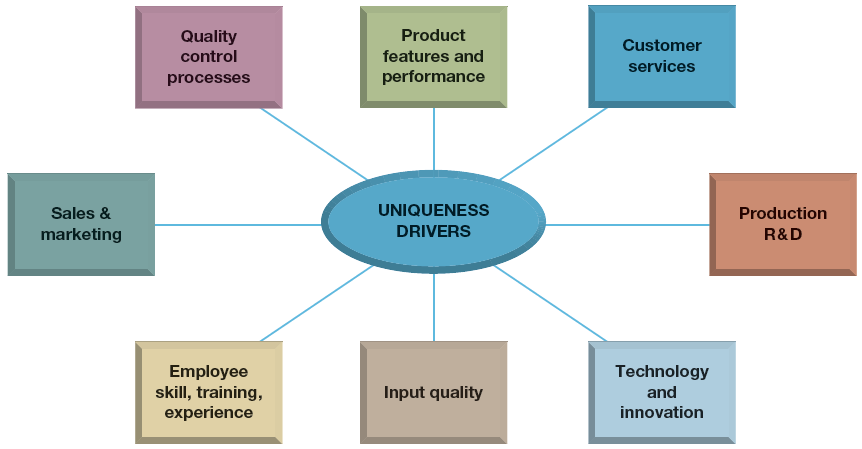 Quality
control
processes
Product
features and
performance
Customer
services
Sales &
marketing
UNIQUENESS
DRIVERS
Production
R&D
Employee
skill, training,
experience
Input quality
Technology
and
innovation